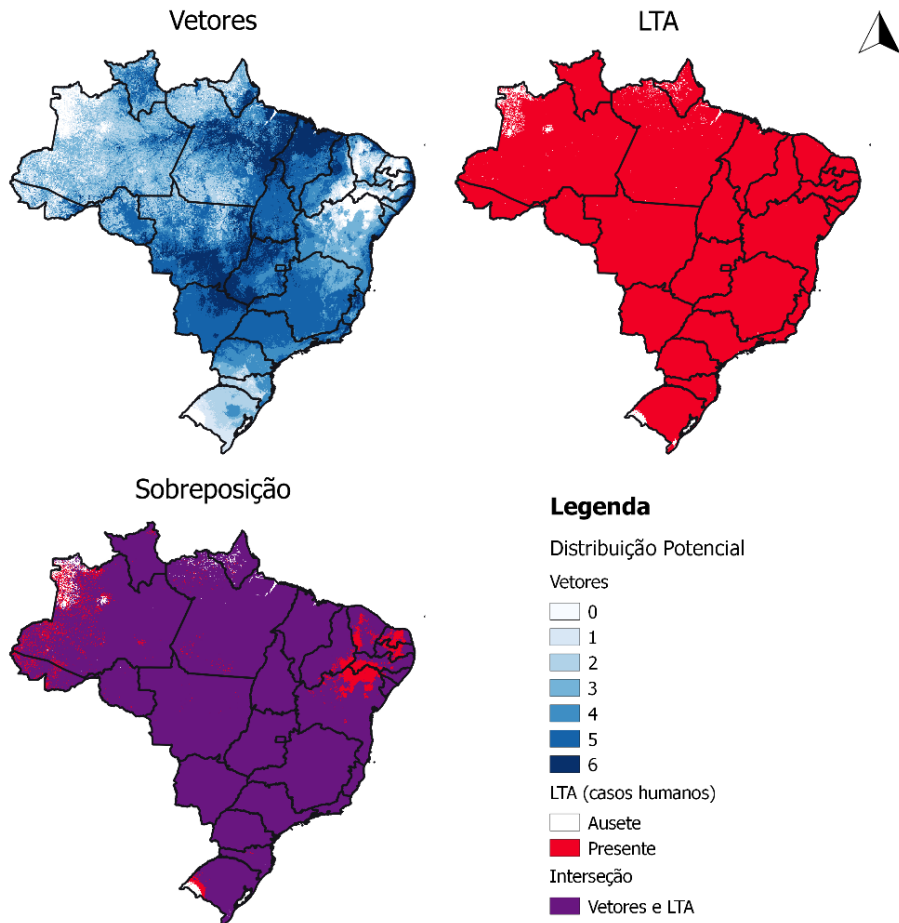 Vetores
LTA
Sobreposição
Legenda
Distribuição Potencial
Vetores
0
1
2
3
4
5
6
LTA (casos humanos)
Ausete
Presente
Interseção
Vetores e LTA